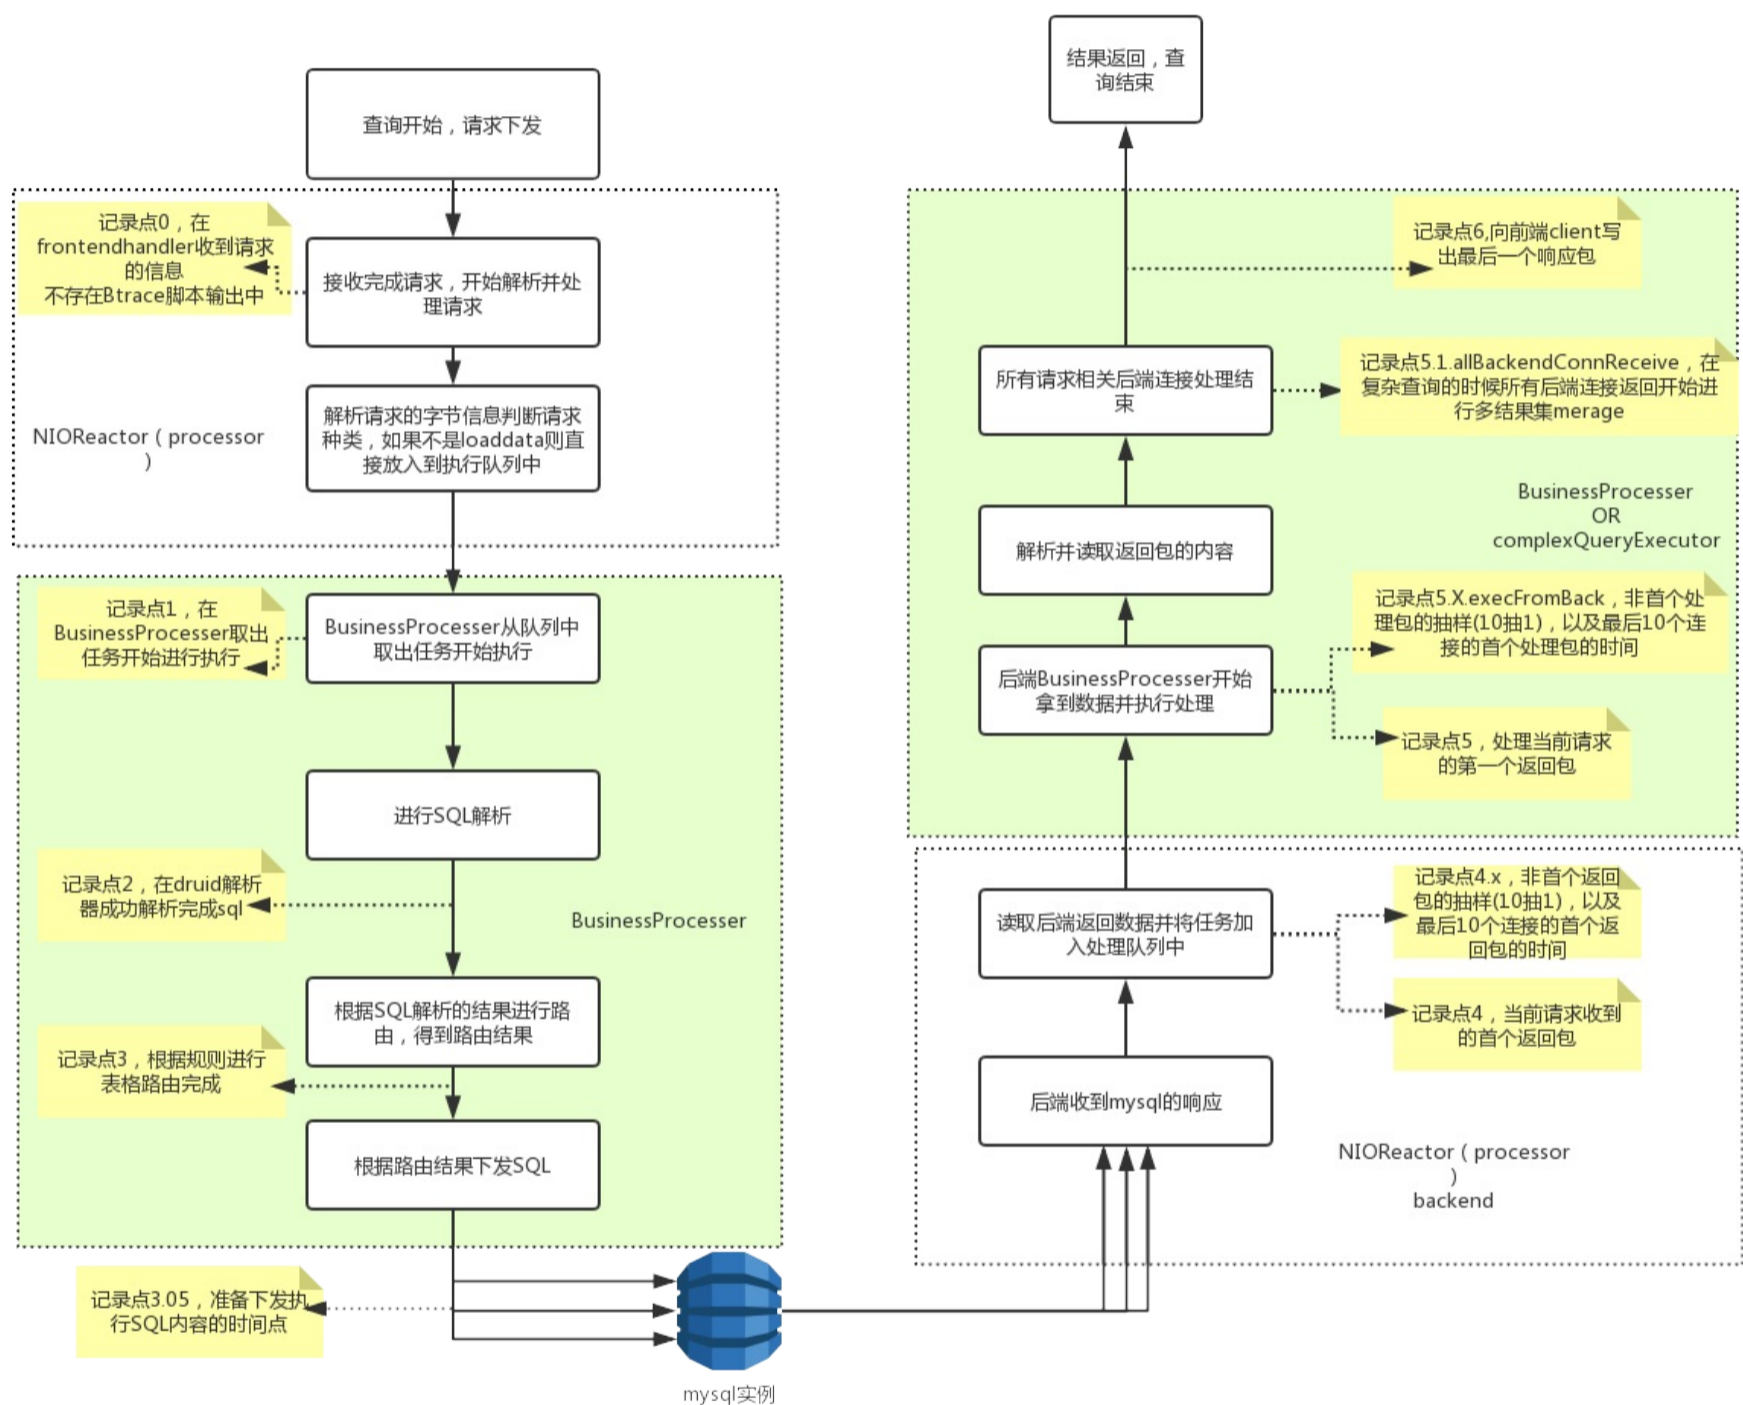 查询开始，请求下发
记录点0，在
frontendhandler收到请求
的信息
不存在Btrace脚本输出中
接收完成请求，开始解析并处
理请求
解析请求的字节信息判断请求
种类，如果不是loaddata则直
接放入到执行队列中
NIOReactor（processor
）
记录点1，在
BusinessProcesser取出
任务开始进行执行
BusinessProcesser从队列中
取出任务开始执行
进行SQL解析
记录点2，在druid解析
器成功解析完成sql
BusinessProcesser
根据SQL解析的结果进行路
由，得到路由结果
记录点3，根据规则进行
表格路由完成
根据路由结果下发SQL
记录点3.05，准备下发执
行SQL内容的时间点
mysql实例
结果返回，查
询结束
记录点6,向前端client写
出最后一个响应包
所有请求相关后端连接处理结
束
记录点5.1.allBackendConnReceive，在
复杂查询的时候所有后端连接返回开始进
行多结果集merage
BusinessProcesser
OR
complexQueryExecutor
解析并读取返回包的内容
记录点5.X.execFromBack，非首个处
理包的抽样(10抽1)，以及最后10个连
接的首个处理包的时间
后端BusinessProcesser开始
拿到数据并执行处理
记录点5，处理当前请求
的第一个返回包
读取后端返回数据并将任务加
入处理队列中
记录点4.x，非首个返回
包的抽样(10抽1)，以及
最后10个连接的首个返
回包的时间
记录点4，当前请求收到
的首个返回包
后端收到mysql的响应
NIOReactor（processor
）
backend